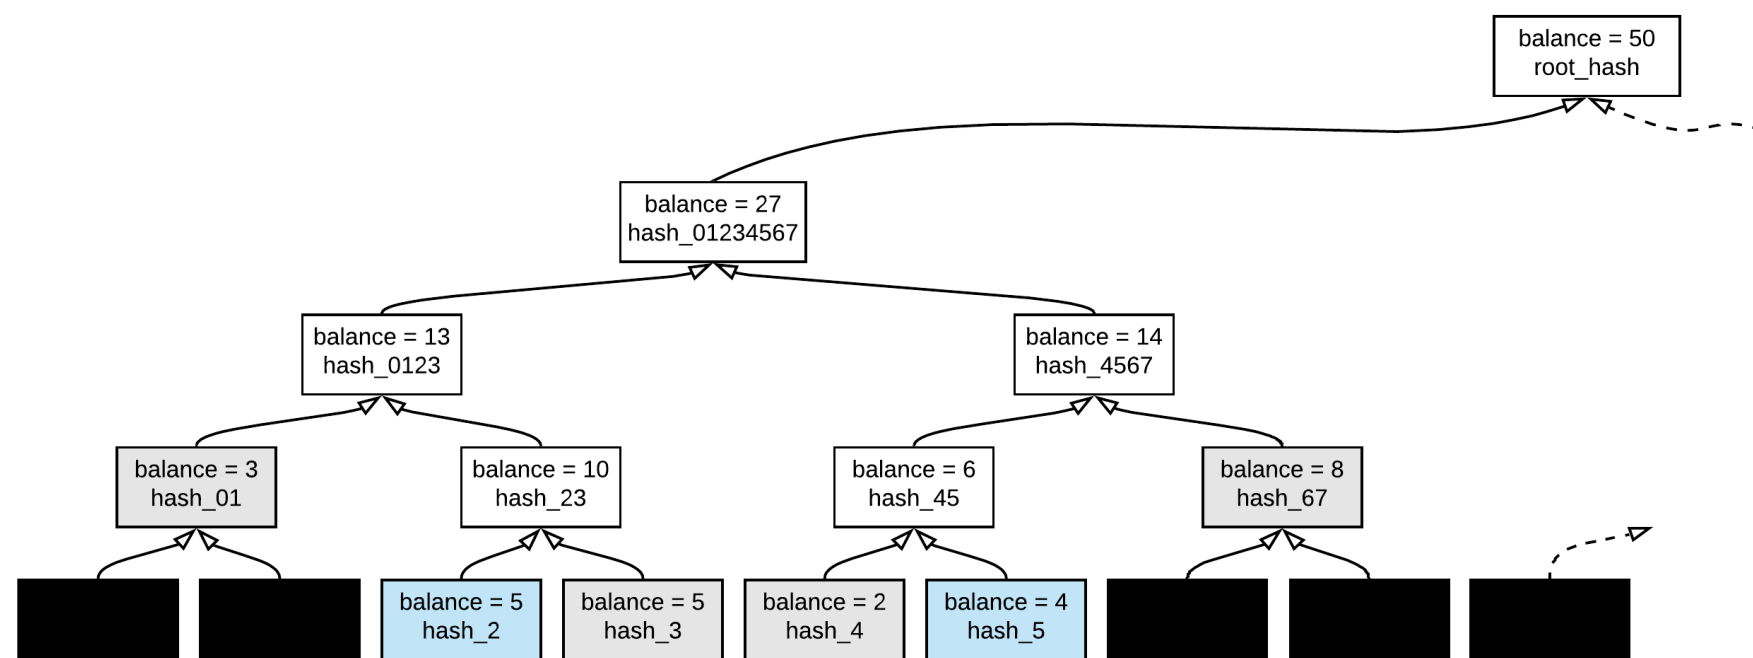 balance = 50
root_hash
balance = 27
hash_01234567
balance = 13
hash_0123
balance = 14
hash_4567
balance = 3
hash_01
balance = 10
hash_23
balance = 6
hash_45
balance = 8
hash_67
balance = 5
hash_2
balance = 5
hash_3
balance = 2
hash_4
balance = 4
hash_5